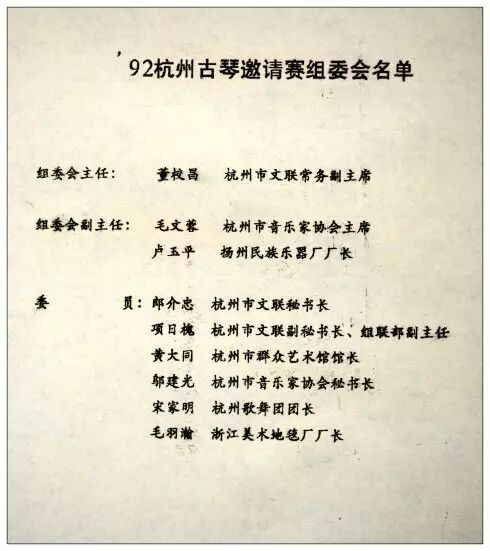 ’92杭州古琴邀请赛组委会名单
组委会主任： 董校昌 杭州市文联常务副主席
组委会副主任： 毛文蓉 杭州市音乐家协会主席
卢玉平 扬州民族乐器厂厂长
委 员：郎介忠 杭州市文联秘书长
项日槐 杭州市文联副秘书长、组联部副主任
黄大同 杭州市群众艺术馆馆长
邬建光 杭州市音乐家协会秘书长
宋家明 杭州歌舞团团长
毛羽瀚 浙江美术地毯厂厂长